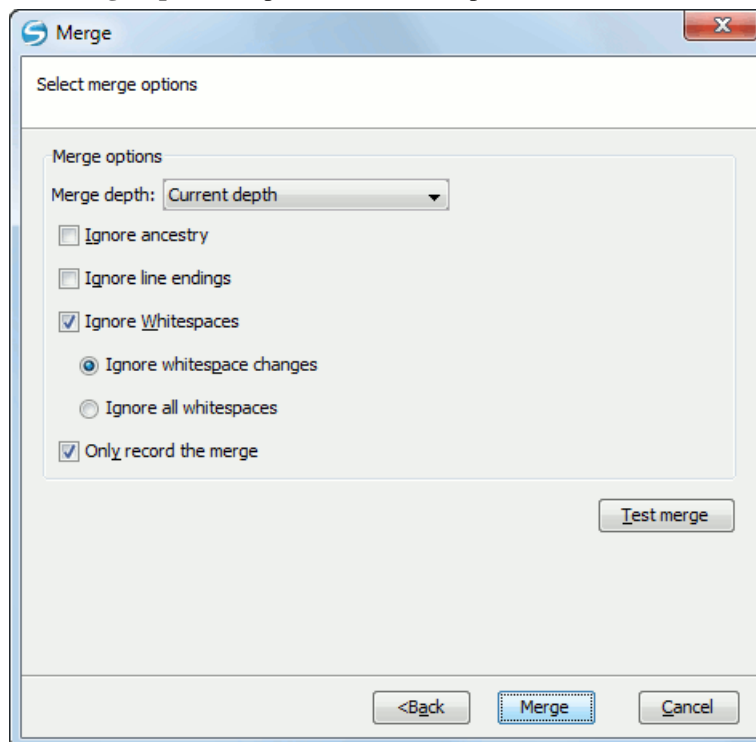 Merge
Select merge options
Merge options
Merge depth: Current depth
Ignore ancestry
Ignore line endings
Ignore Whitespaces
Ignore whitespace changes
Ignore all whitespaces
Only record the merge
Test merge
<Back Merge Cancel